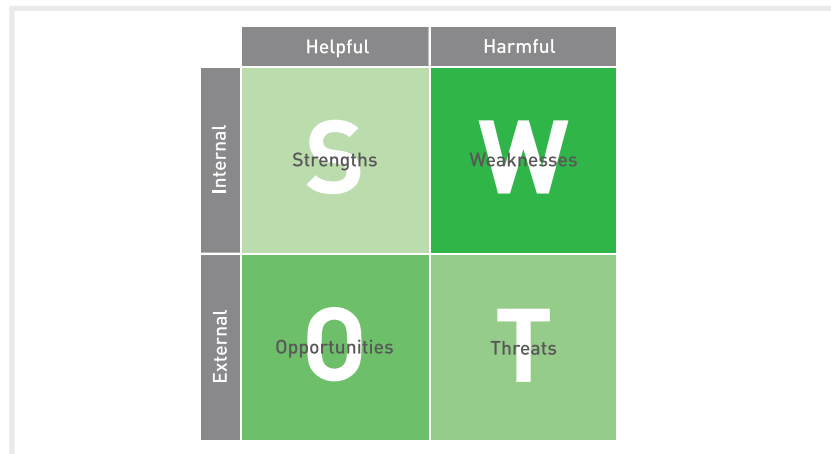 Helpful
Harmful
Internal
S
Strengths
W
Weaknesses
External
O
Opportunities
T
Threats